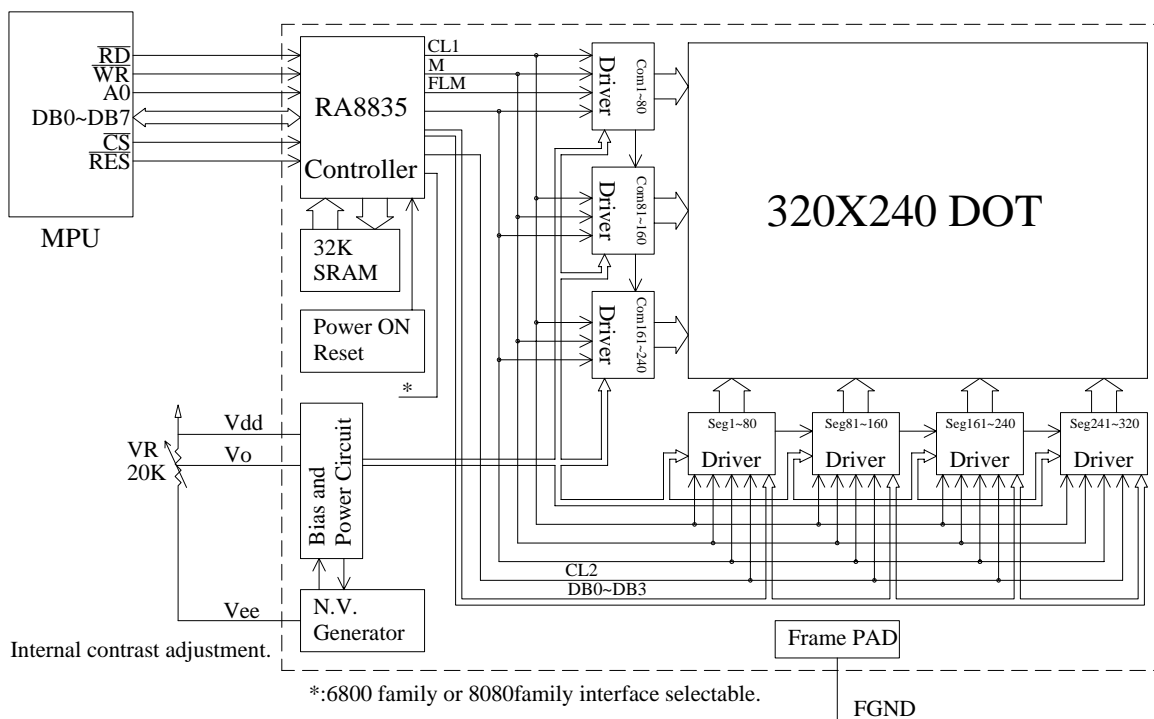 RD
WR
A0
DB0~DB7
CS
RES
MPU
RA8835
Controller
32K
SRAM
Power ON
Reset
*
CL1
M
FLM
Driver
Com1~80
Driver
Com81~160
Driver
Com161~240
320X240 DOT
Seg1~80
Driver
Seg81~160
Driver
Seg161~240
Driver
Seg241~320
Driver
Vdd
VR
20K
Vo
Bias and
Power Circuit
Vee
N.V.
Generator
CL2
DB0~DB3
Frame PAD
Internal contrast adjustment.
*:6800 family or 8080family interface selectable.
FGND